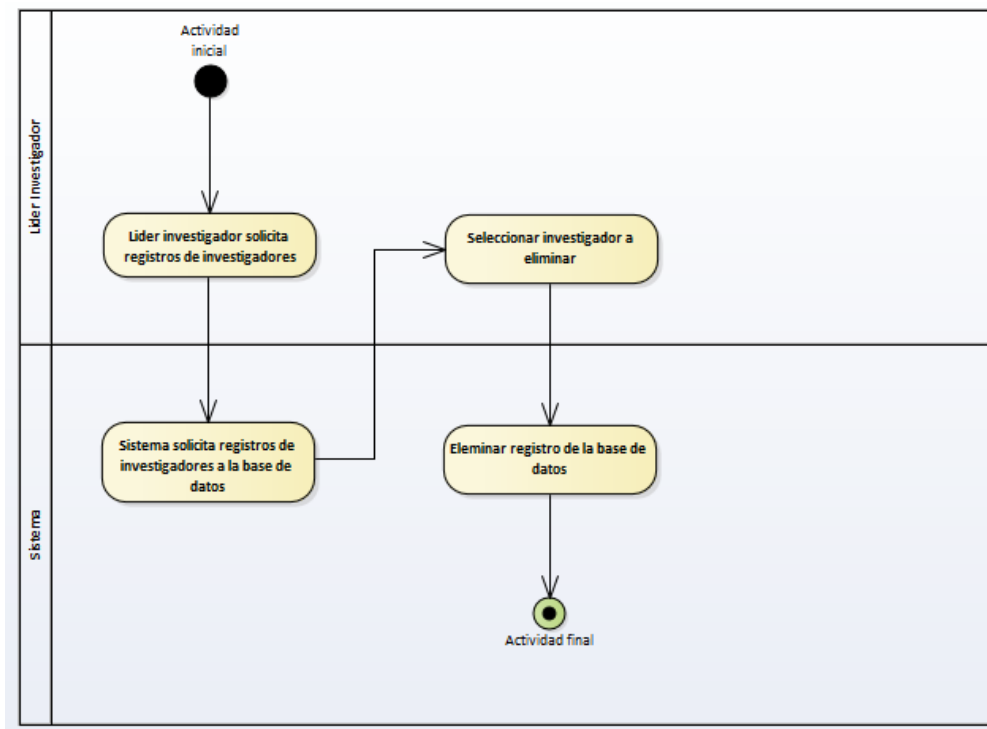 Actividad
inicial
Lider Investigador
Lider investigador solicita
registros de investigadores
Seleccionar investigador a
eliminar
Sistema
Sistema solicita registros de
investigadores a la base de
datos
Eleminar registro de la base de
datos
Actividad final